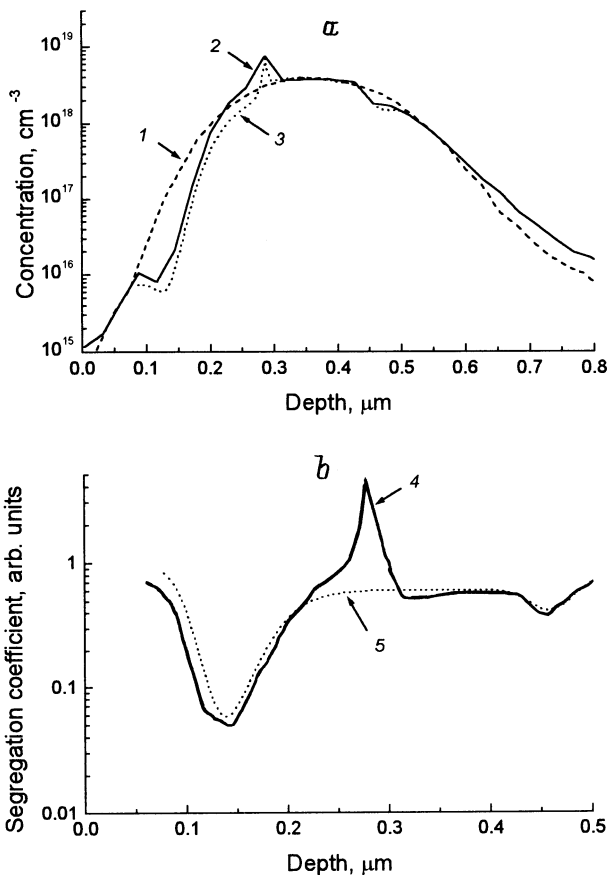 a
10^19
10^18
10^17
10^16
10^15
Concentration, cm^-3
1
2
3
0.0 0.1 0.2 0.3 0.4 0.5 0.6 0.7 0.8
Depth, µm
b
Segregation coefficient, arb. units
1
0.1
0.01
4
5
0.0 0.1 0.2 0.3 0.4 0.5
Depth, µm